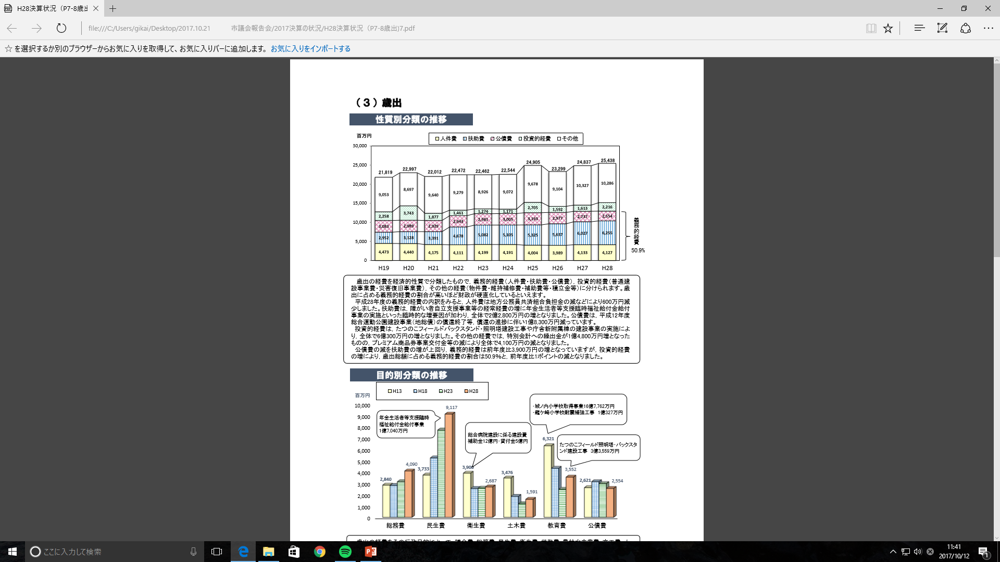 H28決算状況（P7-8歳出
file:///C:/Users/gikai/Desktop/2017.10.21 市議会報告会/2017決算の状況/H28決算状況（P7-8歳出)7.pdf
☆ を選択するか別のブラウザーからお気に入りを取得して、お気に入りバーに追加します。 お気に入りをインポートする
（３）歳出
性質別分類の推移
百万円
人件費 扶助費 公債費 投資的経費 その他
30,000
25,000
20,000
15,000
10,000
5,000
0
21,819 22,997 22,012 22,472 22,462 22,544 24,905 23,299 24,837 25,438
9,053 8,697 9,640 9,279 8,926 9,072 9,678 9,104 10,327 10,286
2,258 3,743 1,877 1,461 1,274 1,171 2,705 1,592 1,613 2,216
3,083 2,989 2,929 2,943 2,981 3,005 3,193 2,977 2,737 2,554
2,952 3,128 3,391 4,678 5,082 5,105 5,325 5,637 6,027 6,255
4,473 4,440 4,175 4,111 4,199 4,191 4,004 3,989 4,133 4,127
H19 H20 H21 H22 H23 H24 H25 H26 H27 H28
義務的経費
50.9%
歳出の経費を経済的性質で分類したもので，義務的経費（人件費・扶助費・公債費），投資的経費（普通建
設事業費・災害復旧事業費），その他の経費（物件費・維持補修費・補助費等・積立金等）に分けられます。歳
出に占める義務的経費の割合が高いほど財政が硬直化しているといえます。
平成28年度の義務的経費の内訳をみると，人件費は地方公務員共済組合負担金の減などにより600万円減
少しました。扶助費は，障がい者自立支援事業等の経常経費の増に年金生活者等支援臨時福祉給付金給付
事業の実施といった臨時的な増要因が加わり，全体で2億2,800万円の増となりました。公債費は，平成12年度
総合運動公園建設事業（地総債）の償還終了等，償還の進捗に伴い1億8,300万円減っています。
投資的経費は，たつのこフィールドバックスタンド・照明塔建設工事や庁舎新附属棟の建設事業の実施によ
り，全体で6億300万円の増となりました。その他の経費では，特別会計への繰出金が1億4,800万円増となった
ものの，プレミアム商品券事業交付金等の減により全体で4,100万円の減となりました。
公債費の減を扶助費の増が上回り，義務的経費は前年度比3,900万円の増となっていますが，投資的経費
の増により，歳出総額に占める義務的経費の割合は50.9%と，前年度比1ポイントの減となりました。
目的別分類の推移
百万円
H13 H18 H23 H28
10,000
9,000
8,000
7,000
6,000
5,000
4,000
3,000
2,000
1,000
0
年金生活者等支援臨時
福祉給付金給付事業
1億7,040万円
総合病院建設に係る建設費
補助金12億円・貸付金5億円
・城ノ内小学校取得事業16億7,762万円
・龍ケ崎小学校耐震補強工事 1億327万円
たつのこフィールド照明塔・バックスタ
ンド建設工事 3億3,559万円
2,840 4,090 3,733 9,117 3,906 2,687 3,476 1,591 6,321 3,552 2,621 2,554
総務費 民生費 衛生費 土木費 教育費 公債費
ここに入力して検索
11:41
2017/10/12
1